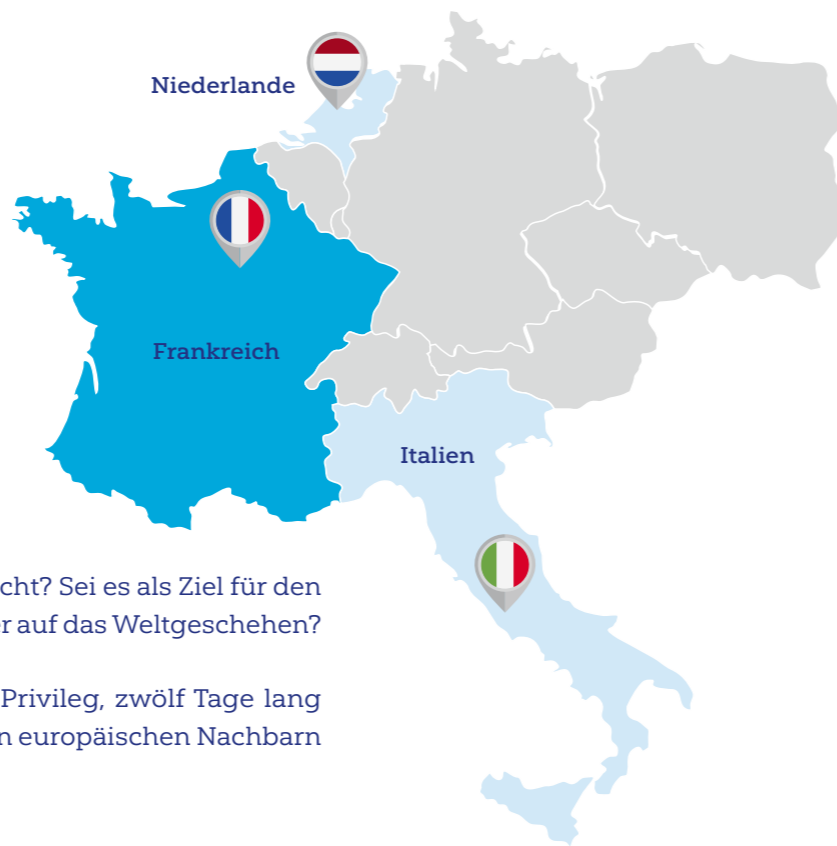 Niederlande
Frankreich
Italien
cht? Sei es als Ziel für den
er auf das Weltgeschehen?
Privileg, zwölf Tage lang
n europäischen Nachbarn